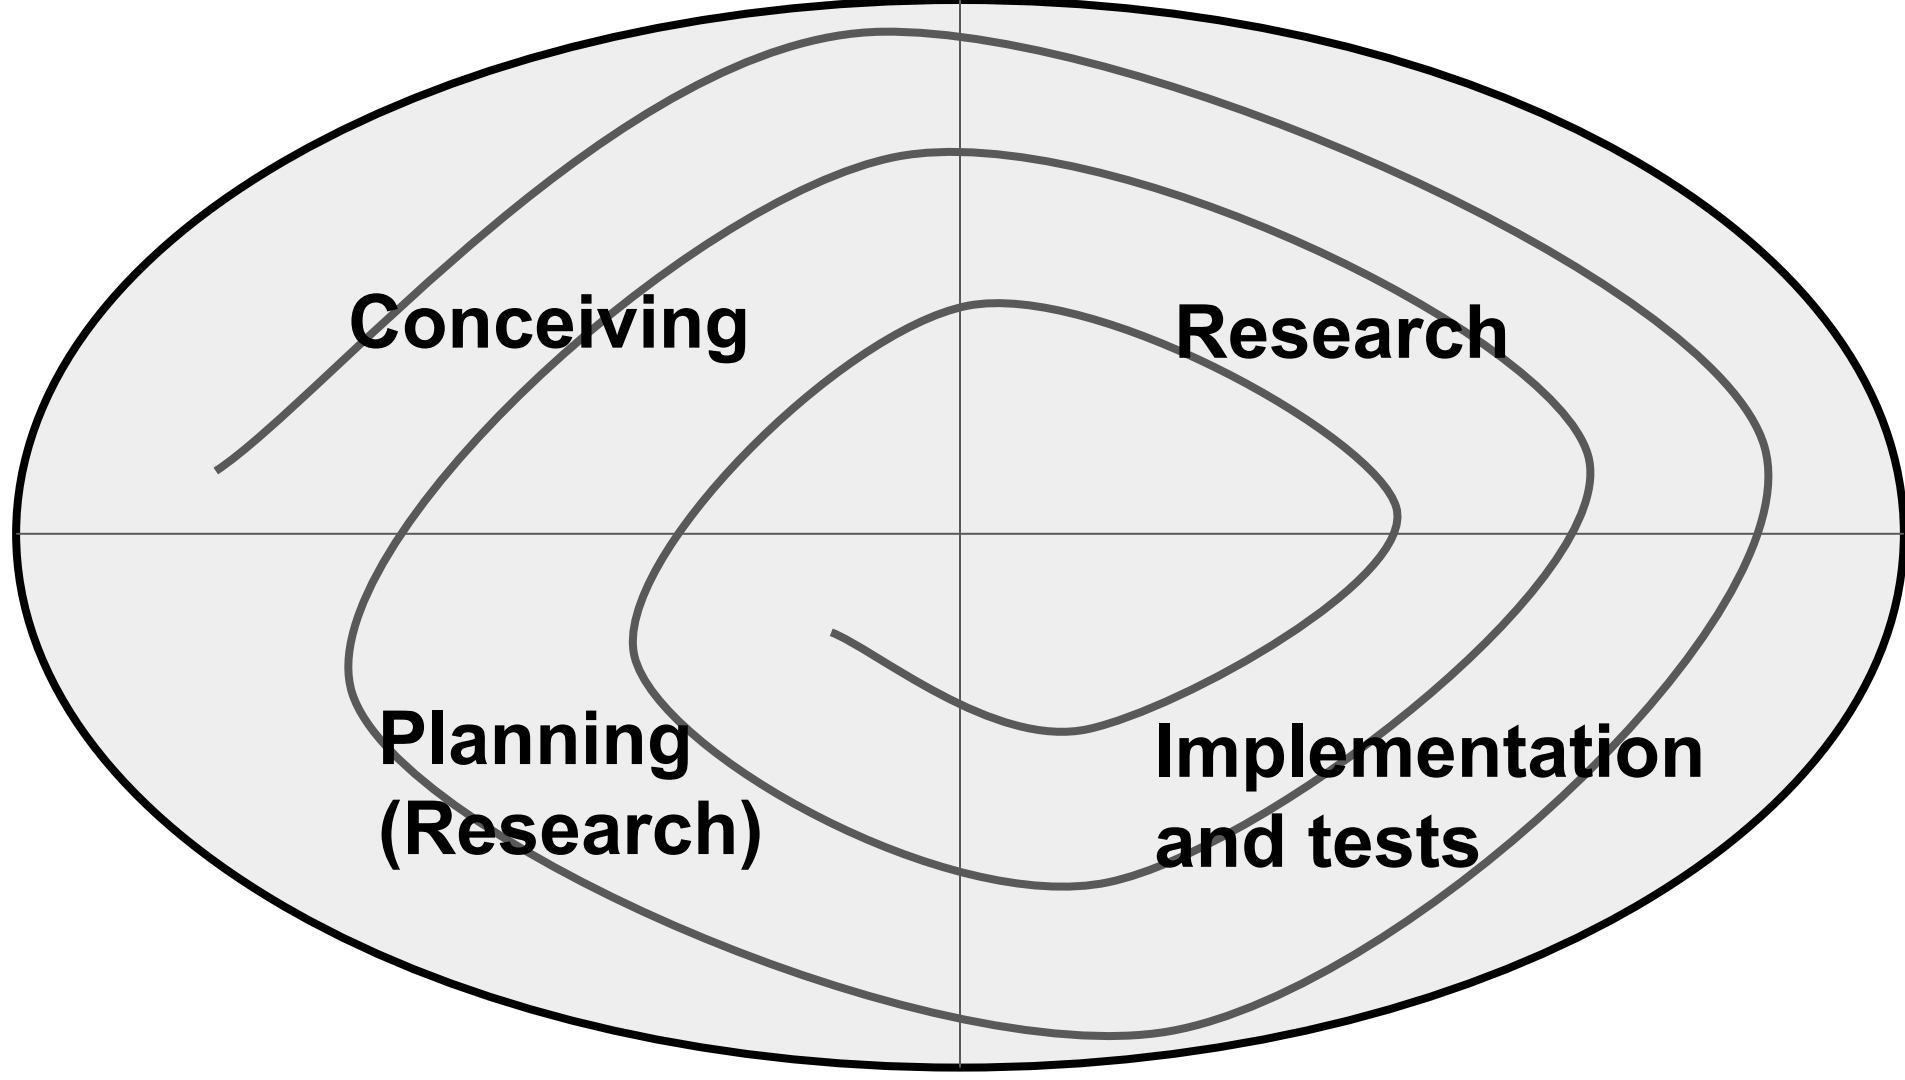 Conceiving
Research
Planning
(Research)
Implementation
and tests